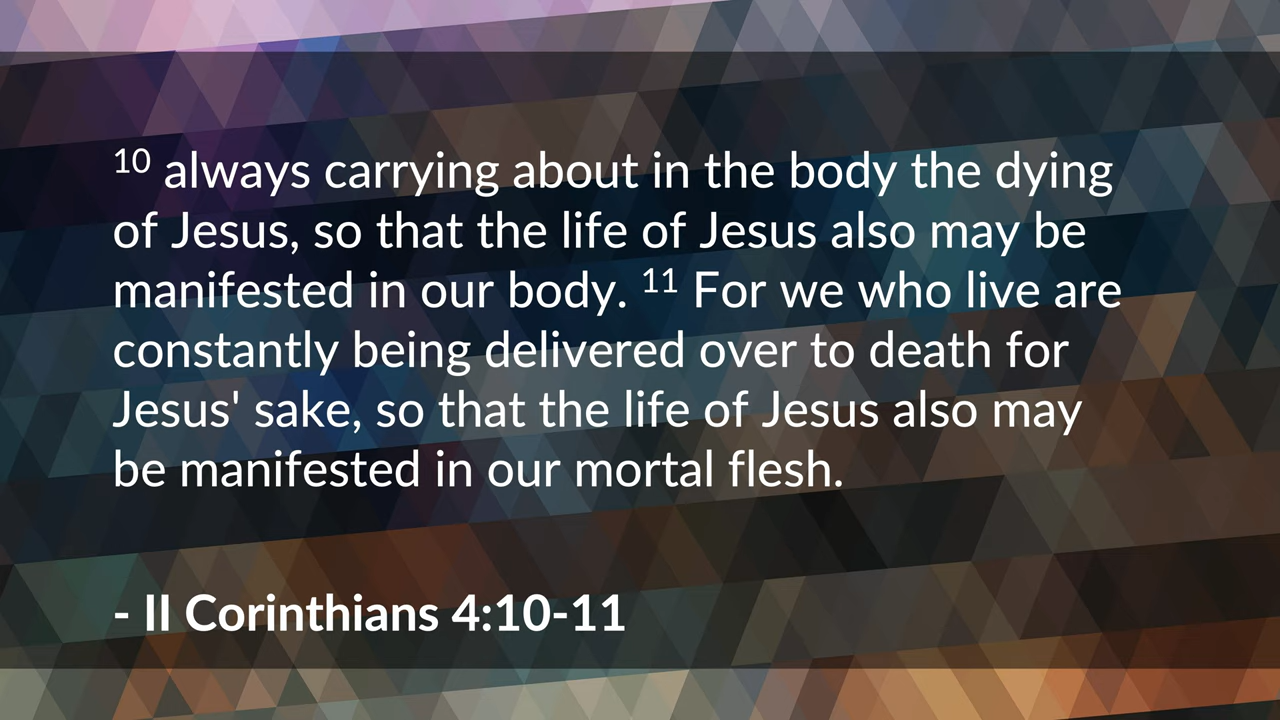 10 always carrying about in the body the dying
of Jesus, so that the life of Jesus also may be
manifested in our body. 11 For we who live are
constantly being delivered over to death for
Jesus' sake, so that the life of Jesus also may
be manifested in our mortal flesh.
- II Corinthians 4:10-11